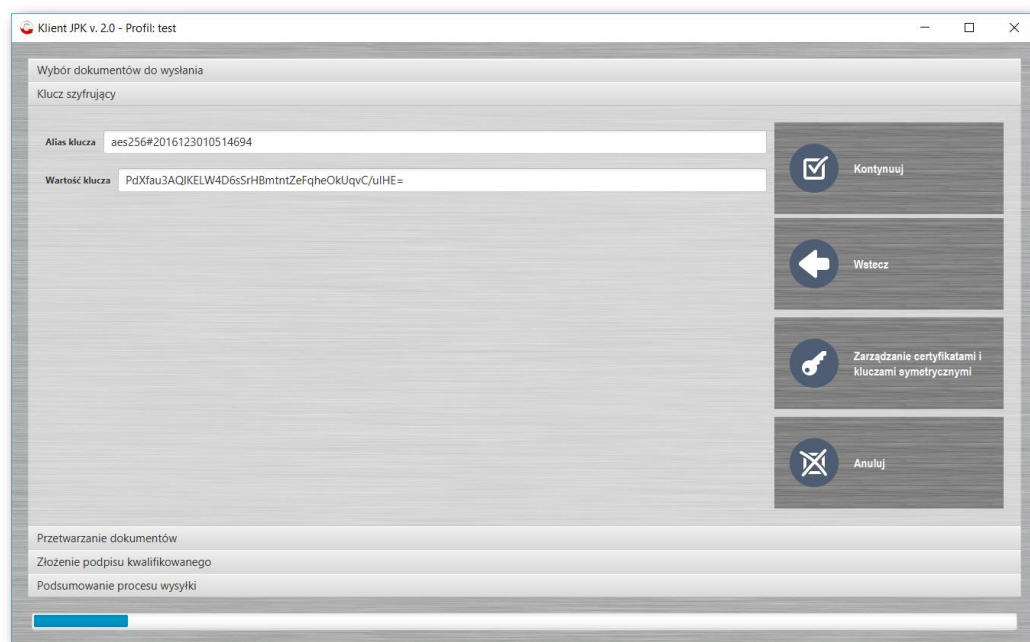 Klient JPK v. 2.0 - Profil: test
Wybór dokumentów do wysłania
Klucz szyfrujący
Alias klucza aes256#2016123010514694
Wartość klucza PdXfau3AQIKELW4D6sSrHBmtntZeFqheOkUqvC/uIHE=
Kontynuuj
Wstecz
Zarządzanie certyfikatami i
kluczami symetrycznymi
Anuluj
Przetwarzanie dokumentów
Złożenie podpisu kwalifikowanego
Podsumowanie procesu wysyłki